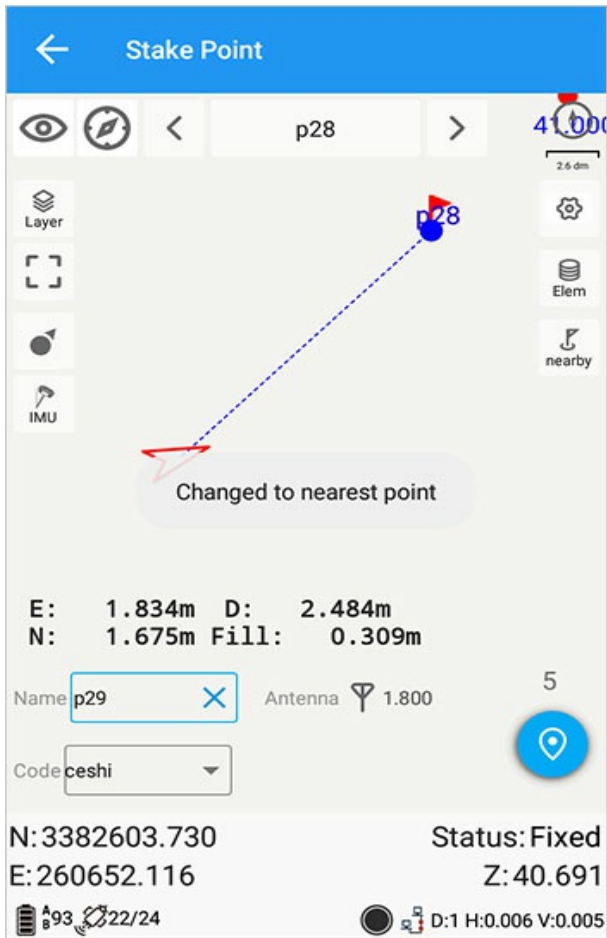 Stake Point
p28
41.000
2.6 dm
Layer
p28
Elem
nearby
IMU
Changed to nearest point
E: 1.834m D: 2.484m
N: 1.675m Fill: 0.309m
Name p29 Antenna 1.800
5
Code ceshi
N:3382603.730 Status:Fixed
E:260652.116 Z:40.691
A B 93 22/24 D:1 H:0.006 V:0.005